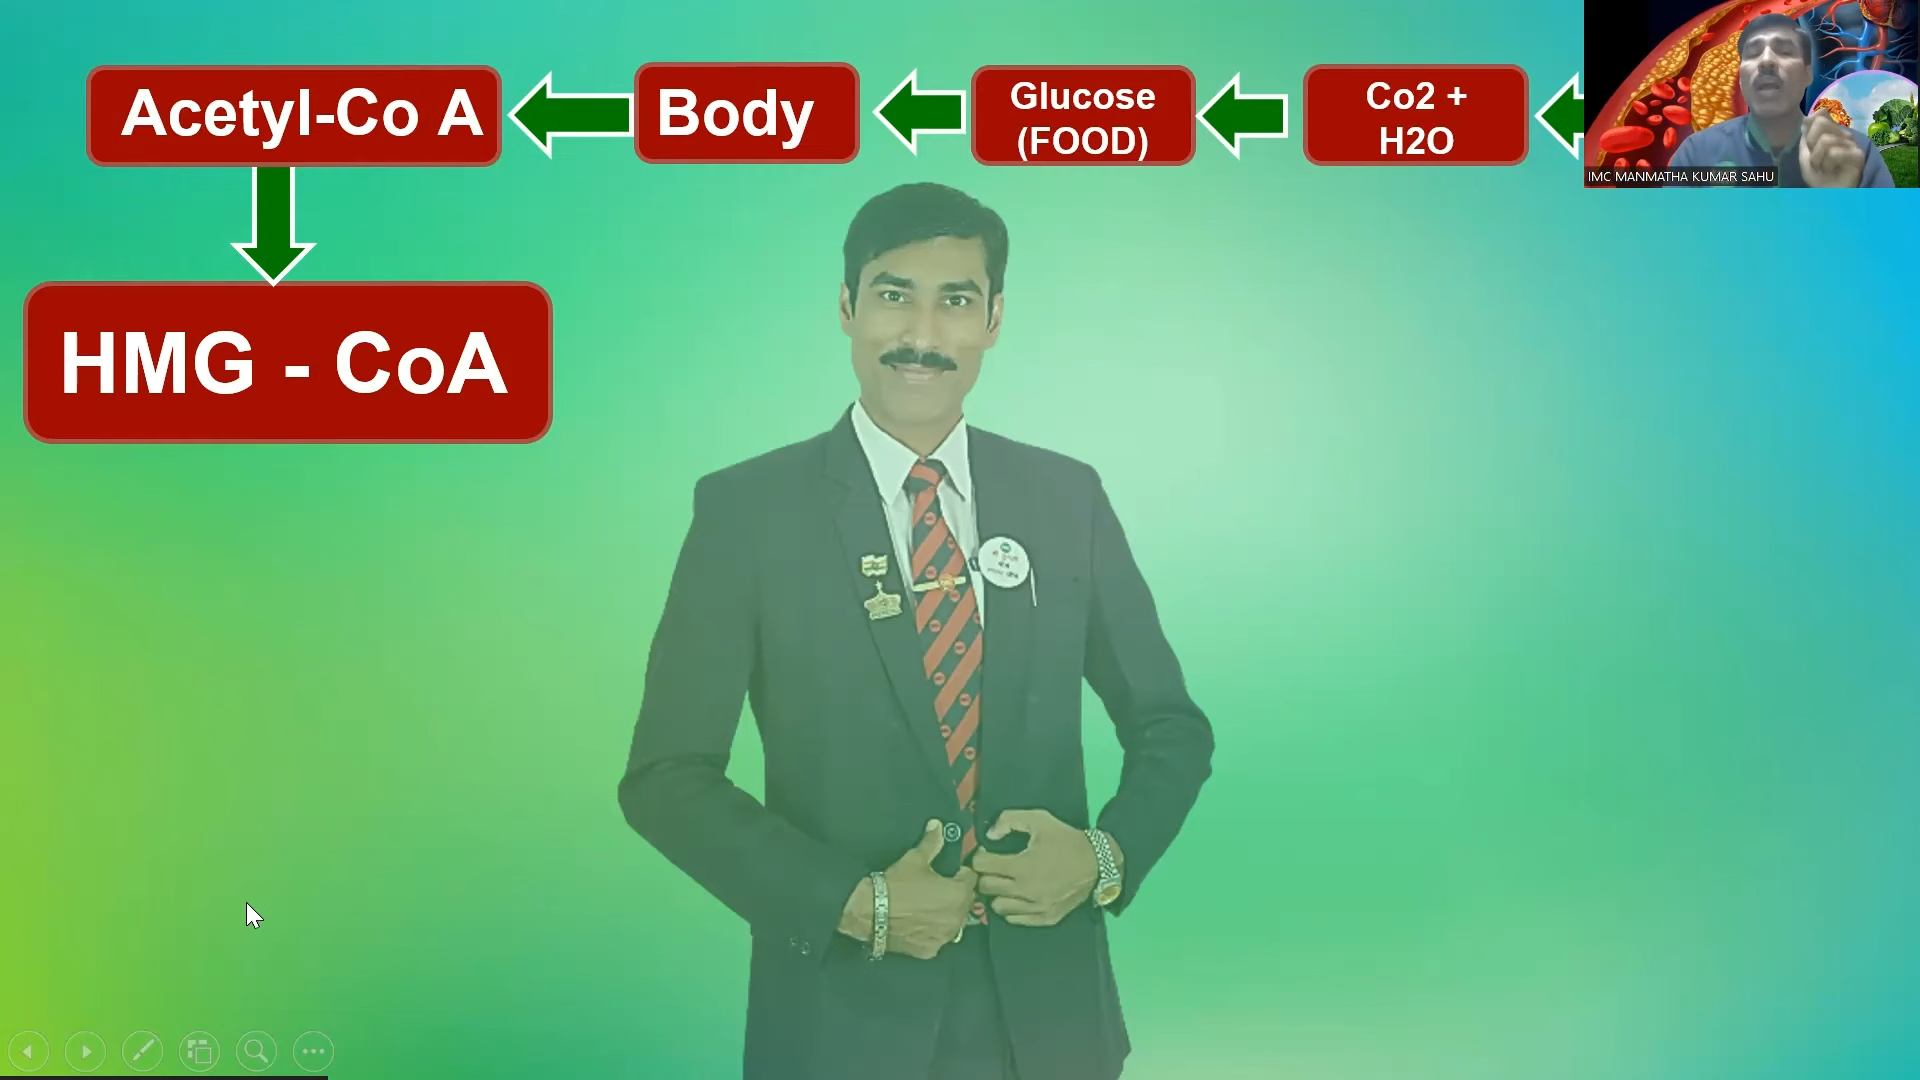 Acetyl-Co A
Body
Glucose
(FOOD)
Co2 +
H2O
IMC MANMATHA KUMAR SAHU
HMG - CoA